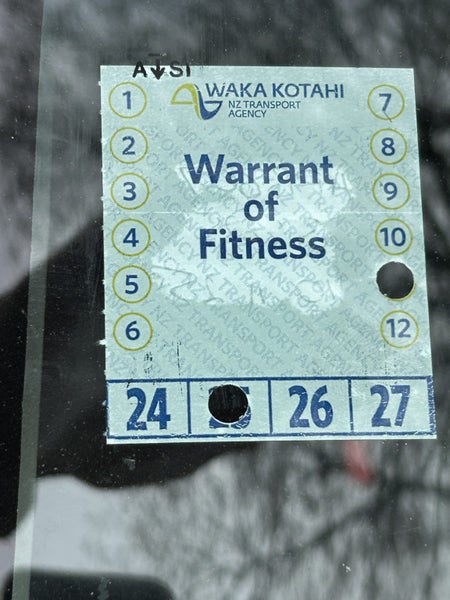 A↓SI
WAKA KOTAHI
NZ TRANSPORT
AGENCY
Warrant
of
Fitness
1
2
3
4
5
6
7
8
9
10
12
24
26
27